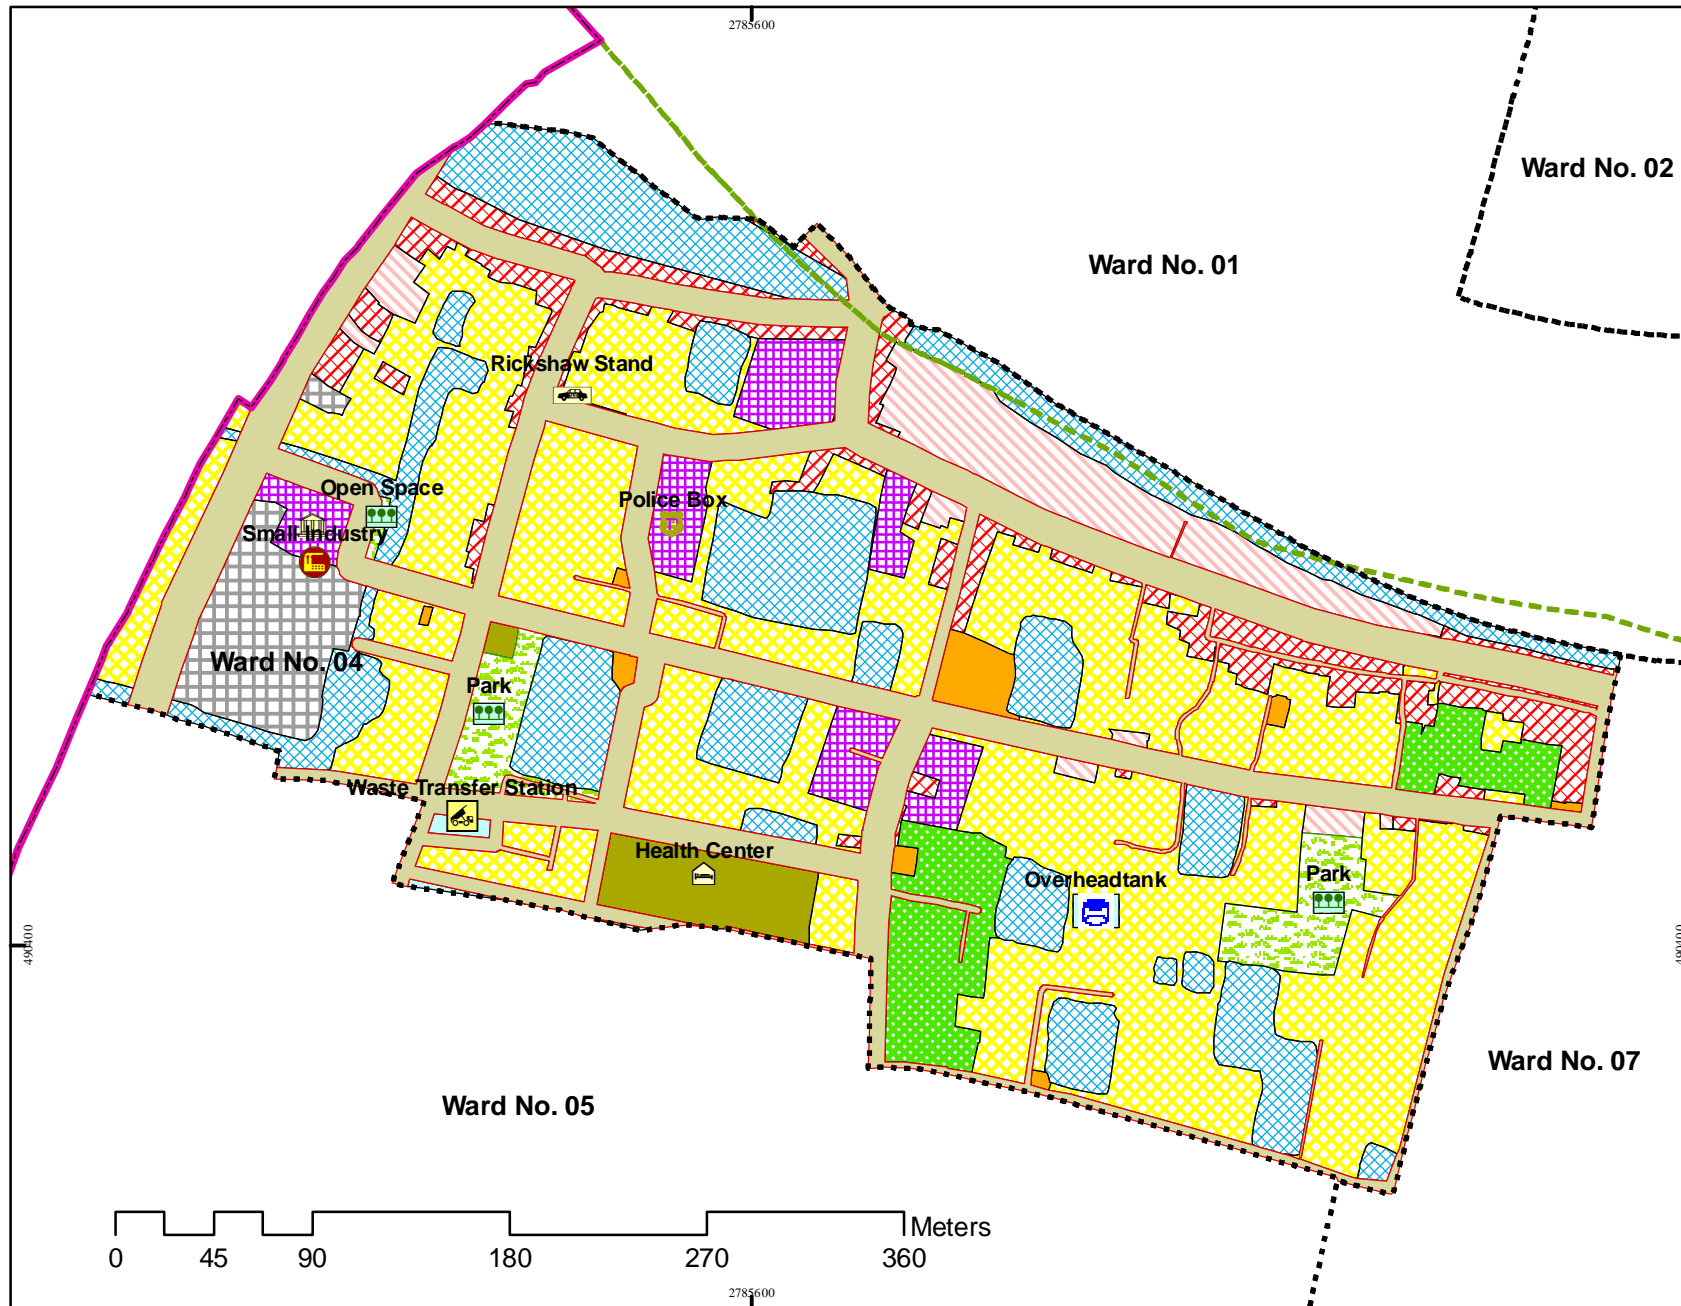 2785600
Ward No. 02
Ward No. 01
Rickshaw Stand
Open Space
Police Box
Small Industry
Ward No. 04
Park
Waste Transfer Station
Health Center
Overheadtank
Park
490400
490400
Ward No. 07
Ward No. 05
Meters
0 45 90 180 270 360
2785600